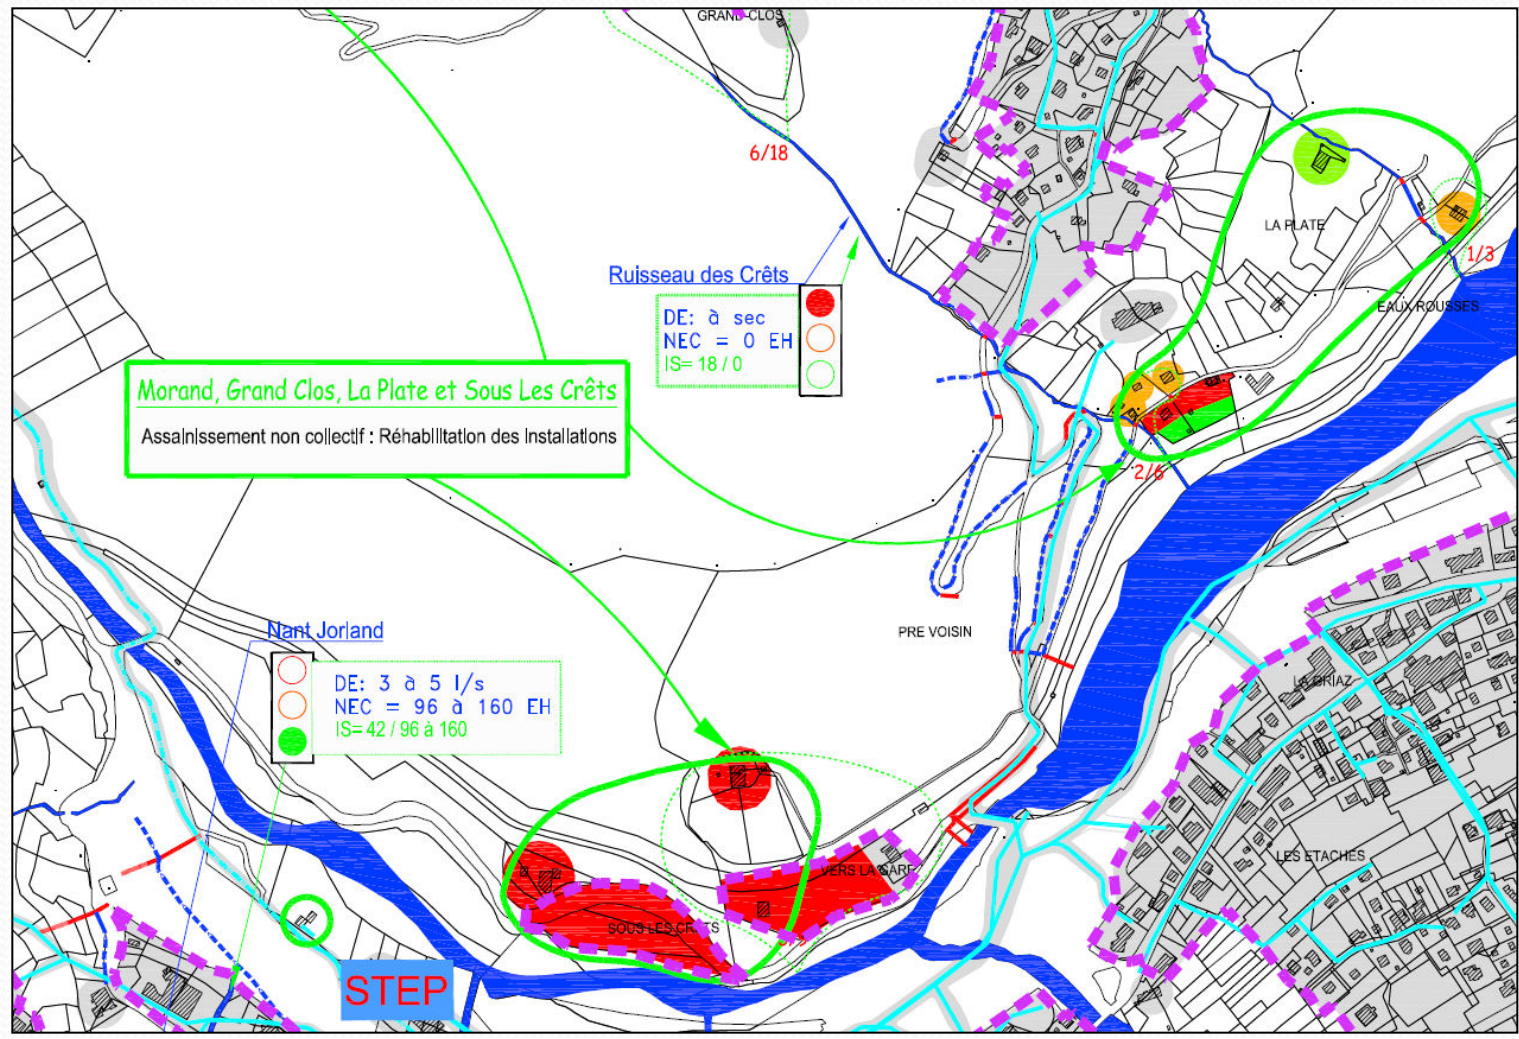 GRAND-CLOS
6/18
LA PLATE
1/3
Ruisseau des Crêts
DE: à sec
NEC = 0 EH
IS= 18 / 0
EAUX ROUSSES
Morand, Grand Clos, La Plate et Sous Les Crêts
Assainissement non collectif : Réhabilitation des installations
2/6
PRE VOISIN
Nant Jorland
DE: 3 à 5 l/s
NEC = 96 à 160 EH
IS= 42 / 96 à 160
LA GRIAZ
LES ETACHES
VERS LA GARE
SOUS LES CRETS
STEP